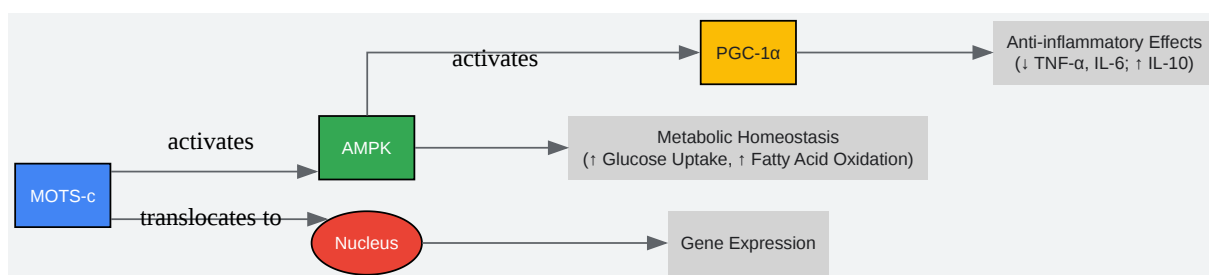 activates
PGC-1α
Anti-inflammatory Effects
(↓ TNF-α, IL-6; ↑ IL-10)
activates
AMPK
Metabolic Homeostasis
(↑ Glucose Uptake, ↑ Fatty Acid Oxidation)
MOTS-c
translocates to
Nucleus
Gene Expression